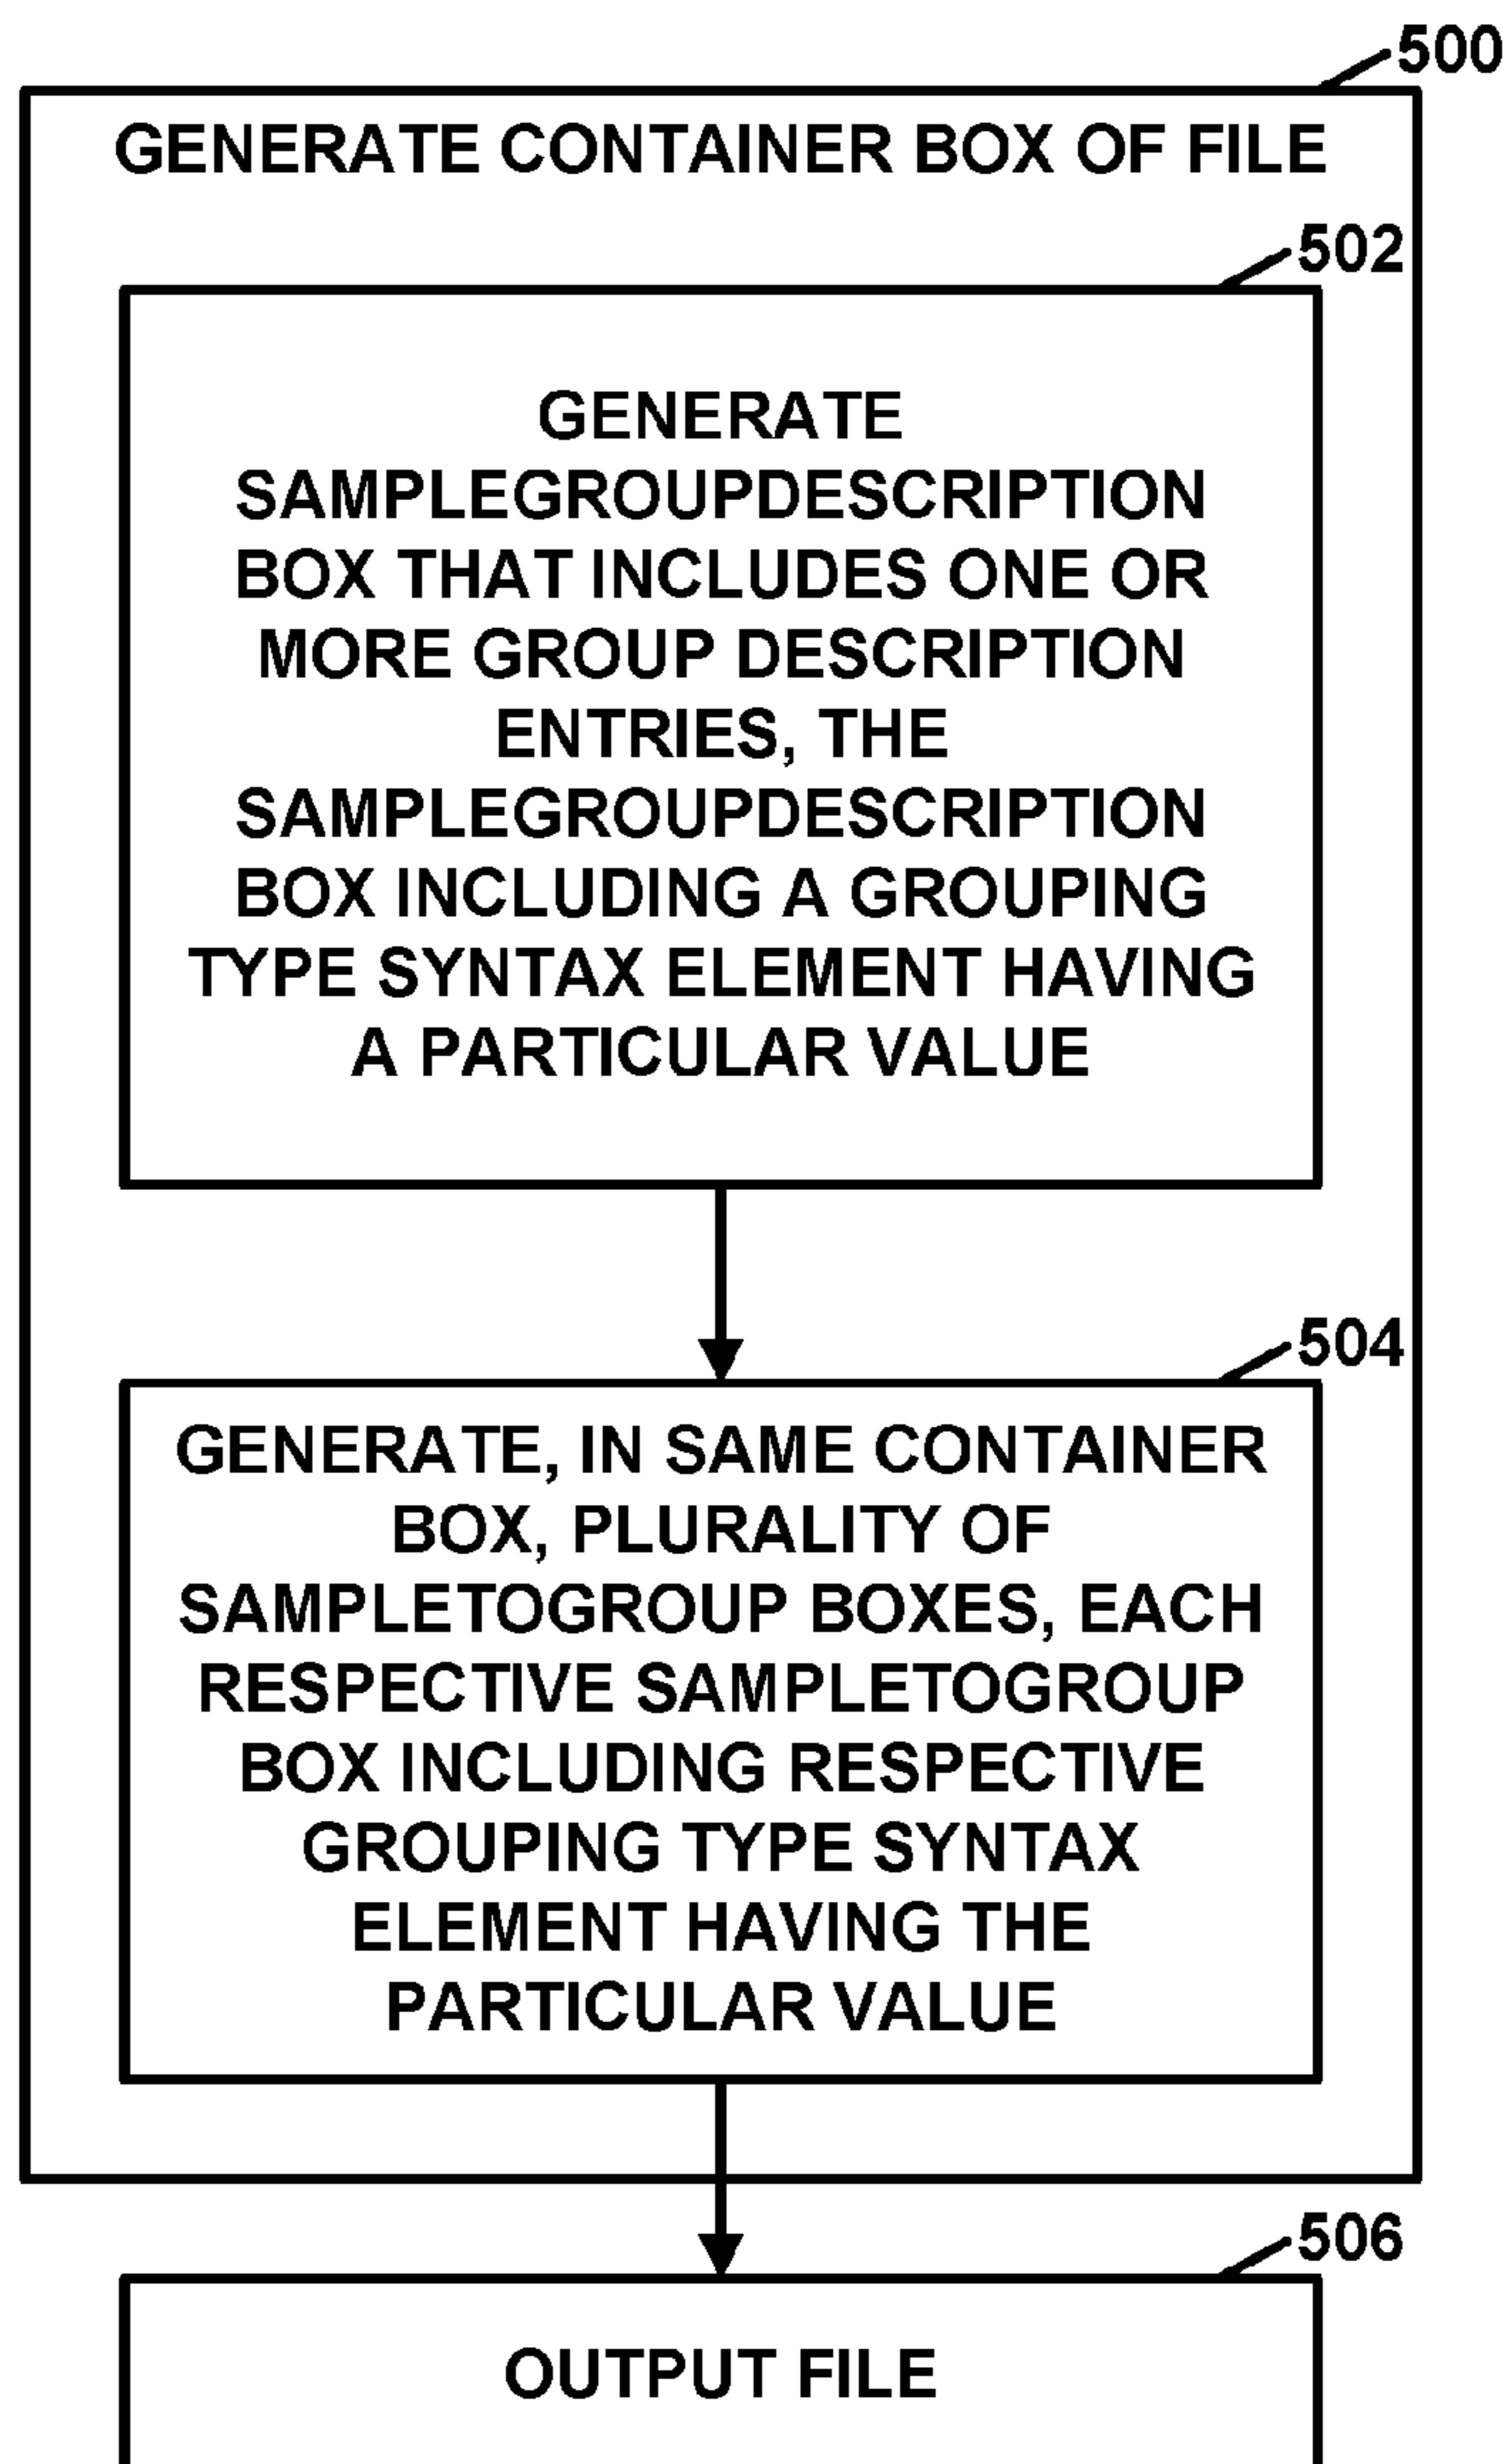 500
GENERATE CONTAINER BOX OF FILE
502
GENERATE
SAMPLEGROUPDESCRIPTION
BOX THAT INCLUDES ONE OR
MORE GROUP DESCRIPTION
ENTRIES, THE
SAMPLEGROUPDESCRIPTION
BOX INCLUDING A GROUPING
TYPE SYNTAX ELEMENT HAVING
A PARTICULAR VALUE
504
GENERATE, IN SAME CONTAINER
BOX, PLURALITY OF
SAMPLETOGROUP BOXES, EACH
RESPECTIVE SAMPLETOGROUP
BOX INCLUDING RESPECTIVE
GROUPING TYPE SYNTAX
ELEMENT HAVING THE
PARTICULAR VALUE
506
OUTPUT FILE